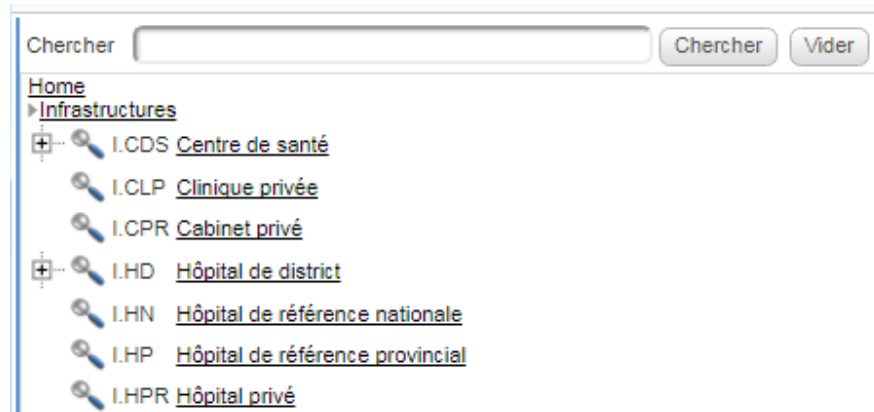 Chercher Chercher Vider
Home
Infrastructures
I.CDS Centre de santé
I.CLP Clinique privée
I.CPR Cabinet privé
I.HD Hôpital de district
I.HN Hôpital de référence nationale
I.HP Hôpital de référence provincial
I.HPR Hôpital privé